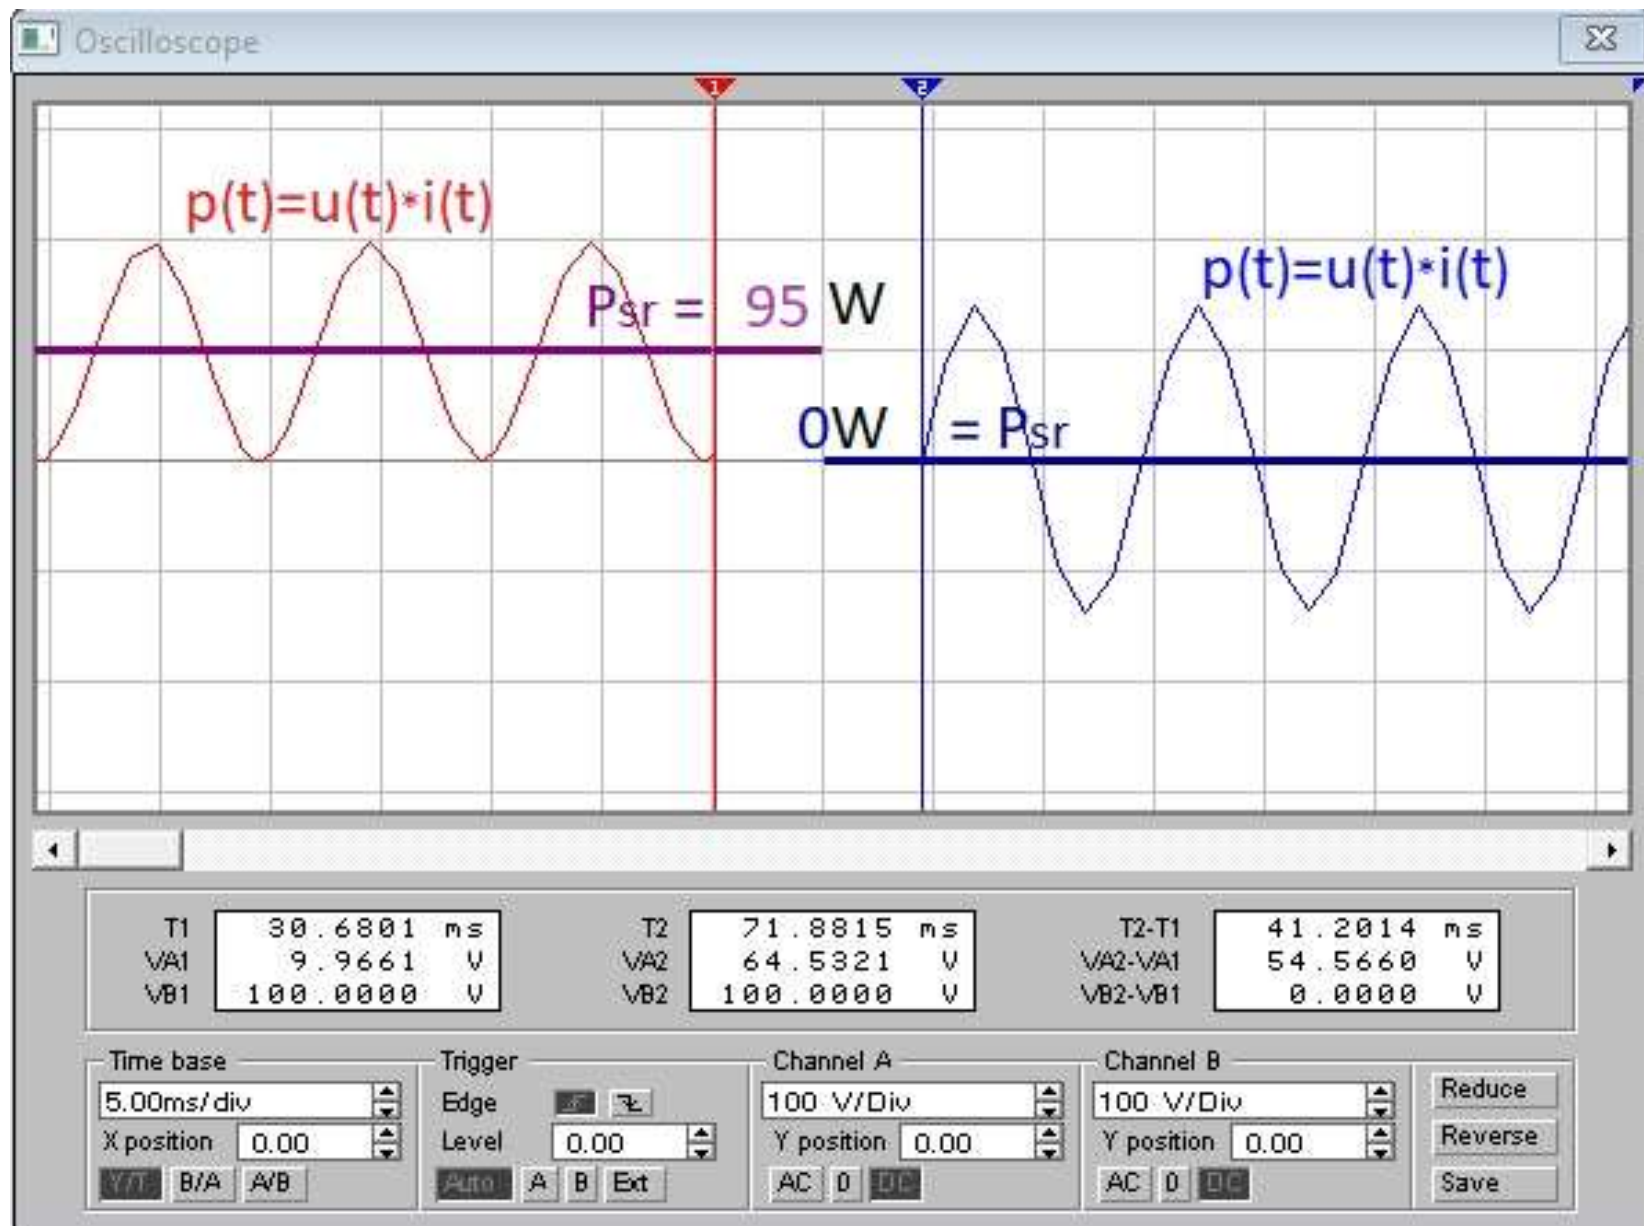 Oscilloscope
1 2
p(t)=u(t)*i(t)
p(t)=u(t)*i(t)
Psr = 95 W
0W = Psr
T1 30.6801 ms T2 71.8815 ms T2-T1 41.2014 ms
VA1 9.9661 V VA2 64.5321 V VA2-VA1 54.5660 V
VB1 100.0000 V VB2 100.0000 V VB2-VB1 0.0000 V
Time base Trigger Channel A Channel B
5.00ms/div Edge 100 V/Div 100 V/Div Reduce
X position 0.00 Level 0.00 Y position 0.00 Y position 0.00 Reverse
Y/T B/A A/B Auto A B Ext AC 0 DC AC 0 DC Save